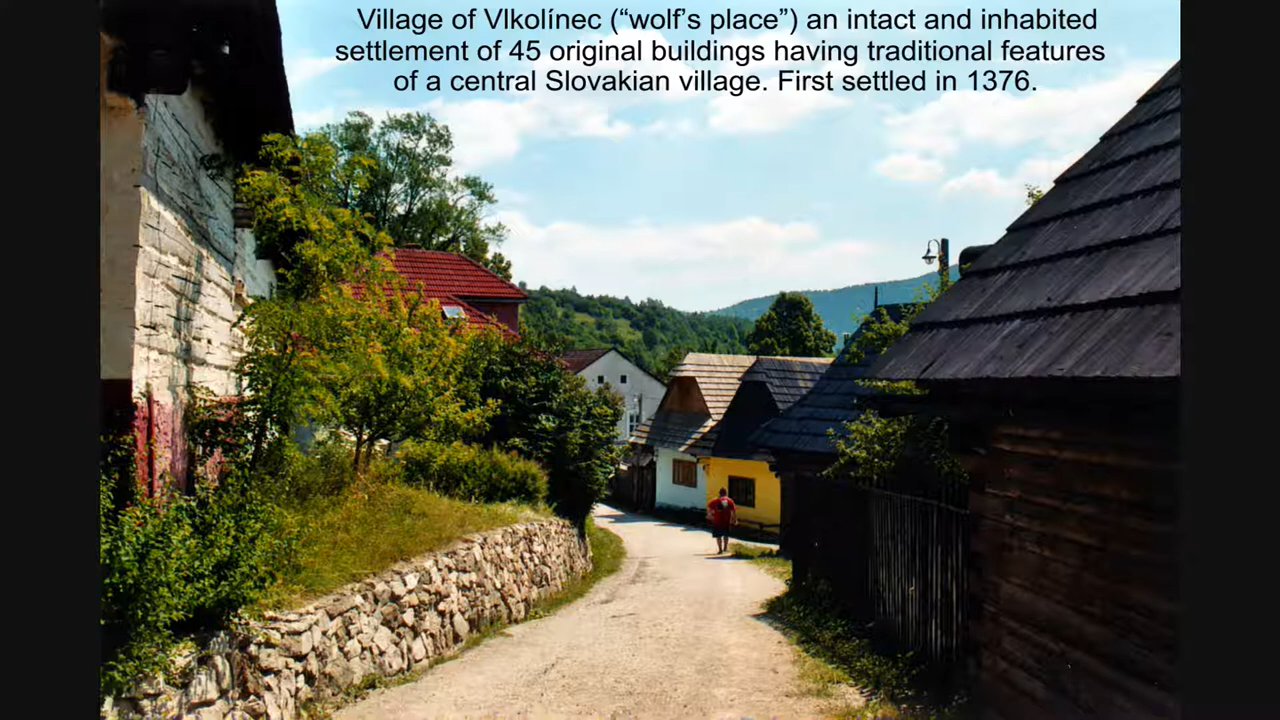 Village of Vlkolínec (“wolf’s place”) an intact and inhabited
settlement of 45 original buildings having traditional features
of a central Slovakian village. First settled in 1376.